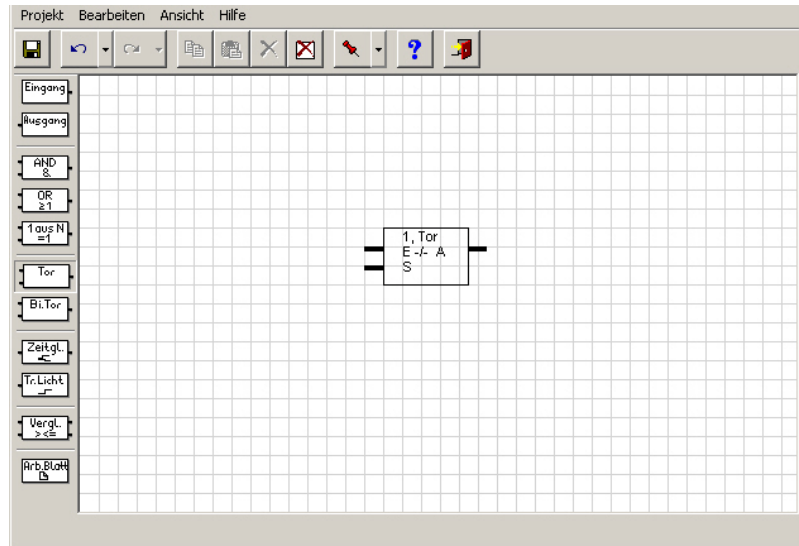 Projekt Bearbeiten Ansicht Hilfe
?
Eingang
Ausgang
AND
&
OR
≥1
1 aus N
=1
Tor
Bi.Tor
Zeitgl.
Tr.Licht
Vergl.
><=
Arb.Blatt
1, Tor
E -/- A
S